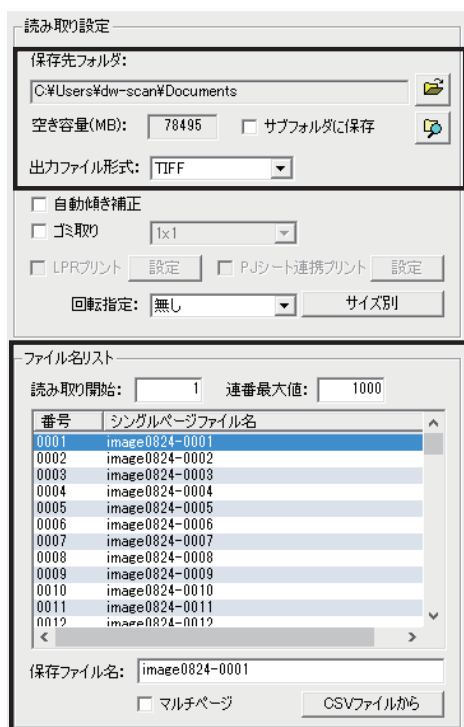 読み取り設定
保存先フォルダ:
C:¥Users¥dw-scan¥Documents
空き容量(MB): 78495 サブフォルダに保存
出力ファイル形式: TIFF
自動傾き補正
ゴミ取り 1x1
LPRプリント 設定 PJシート連携プリント 設定
回転指定: 無し サイズ別
ファイル名リスト
読み取り開始: 1 連番最大値: 1000
番号 シングルページファイル名
0001 image0824-0001
0002 image0824-0002
0003 image0824-0003
0004 image0824-0004
0005 image0824-0005
0006 image0824-0006
0007 image0824-0007
0008 image0824-0008
0009 image0824-0009
0010 image0824-0010
0011 image0824-0011
0012 image0824-0012
保存ファイル名: image0824-0001
マルチページ CSVファイルから